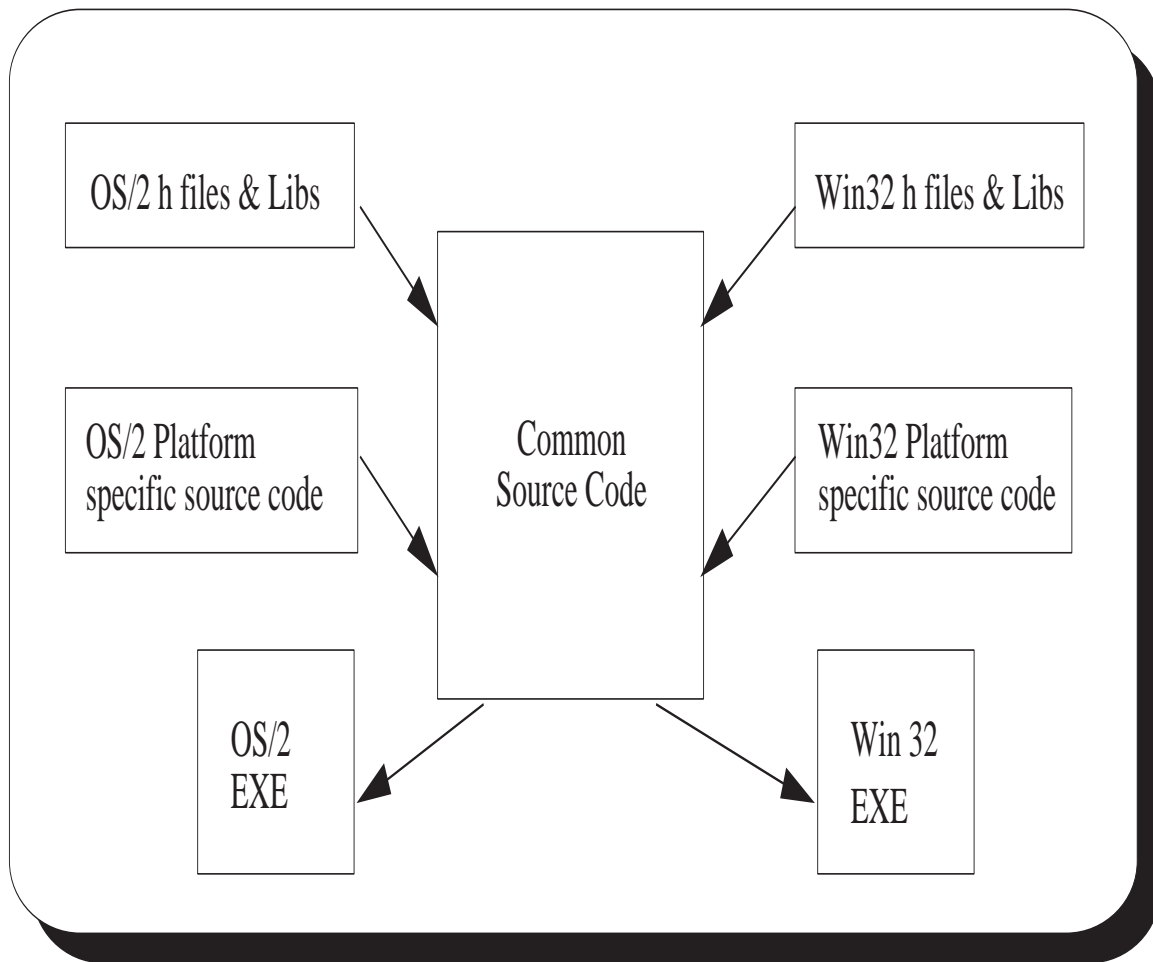 OS/2 h files & Libs
Win32 h files & Libs
OS/2 Platform
specific source code
Common
Source Code
Win32 Platform
specific source code
OS/2
EXE
Win 32
EXE